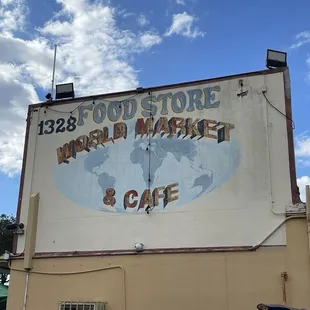 1328 FOOD STORE
WORLD MARKET
& CAFE